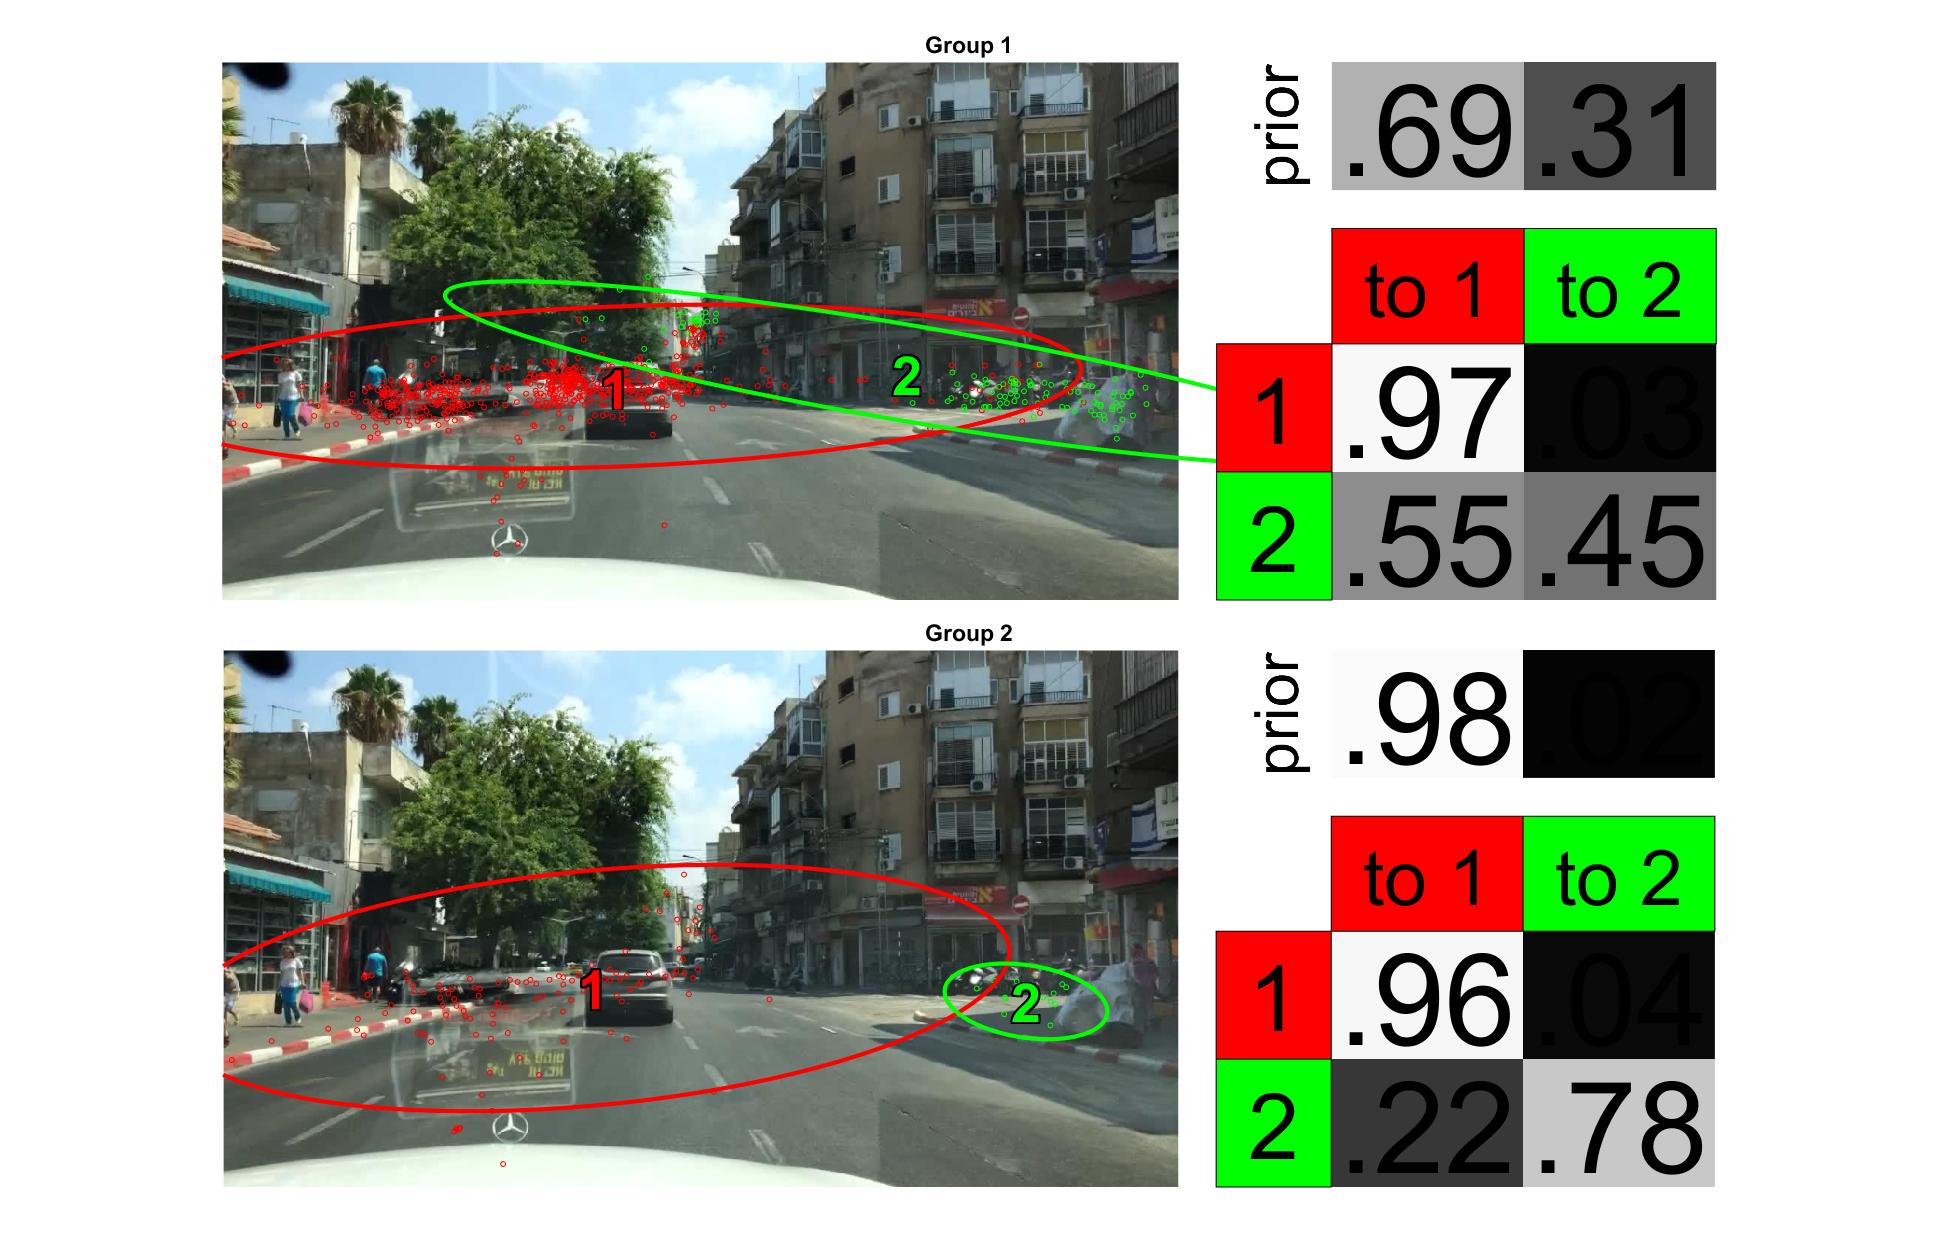 Group 1
prior
.69 .31
to 1 to 2
1 .97 .03
2 .55 .45
1
2
Group 2
prior
.98 .02
to 1 to 2
1 .96 .04
2 .22 .78
1
2